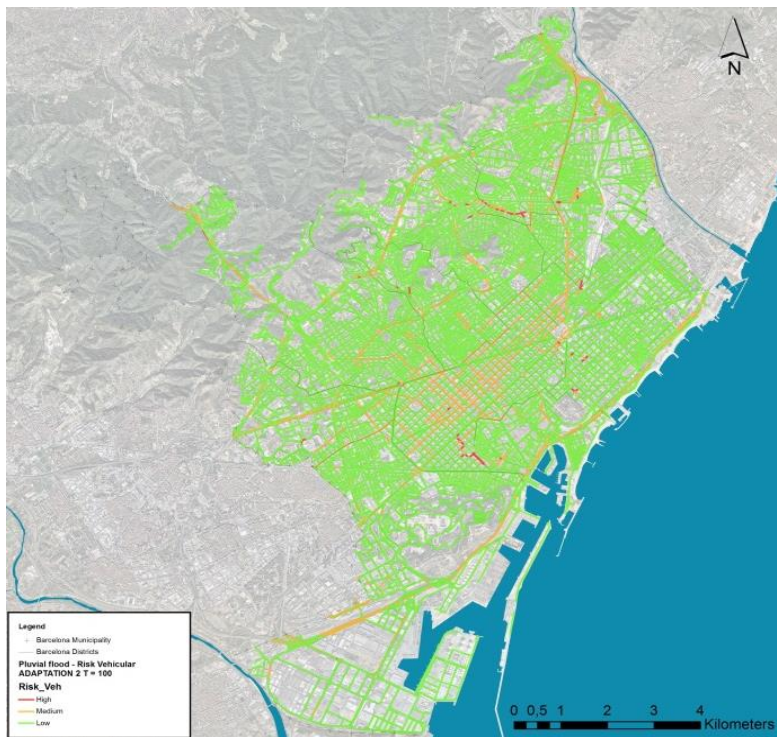 N
Legend
Barcelona Municipality
Barcelona Districts
Pluvial flood - Risk Vehicular
ADAPTATION 2 T = 100
Risk_Veh
High
Medium
Low
0 0,5 1 2 3 4
Kilometers